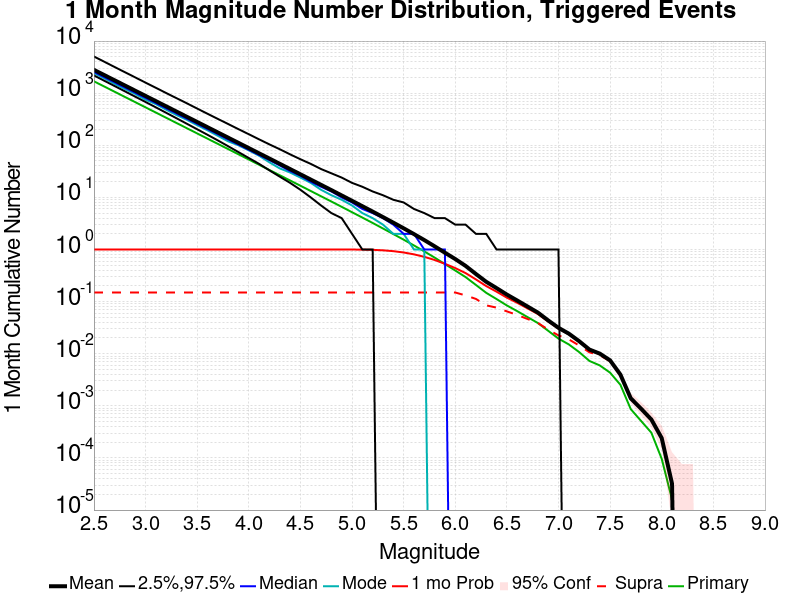 1 Month Magnitude Number Distribution, Triggered Events
1 Month Cumulative Number
10^4
10^3
10^2
10^1
10^0
10^-1
10^-2
10^-3
10^-4
10^-5
2.5 3.0 3.5 4.0 4.5 5.0 5.5 6.0 6.5 7.0 7.5 8.0 8.5 9.0
Magnitude
Mean 2.5%,97.5% Median Mode 1 mo Prob 95% Conf Supra Primary